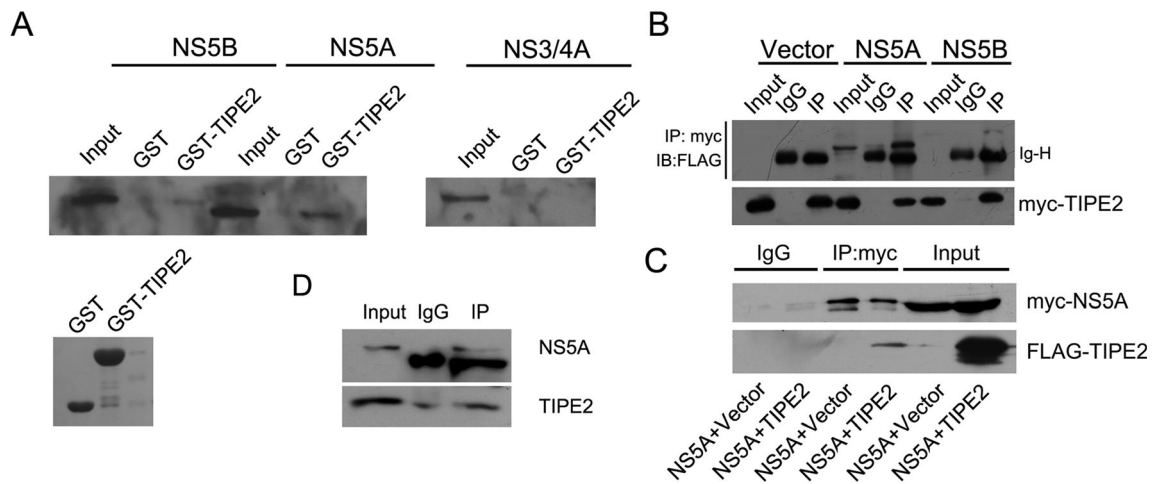 A
NS5B NS5A NS3/4A
Input GST GST-TIPE2 Input GST GST-TIPE2 Input GST GST-TIPE2
GST GST-TIPE2
B
Vector NS5A NS5B
Input IgG IP Input IgG IP Input IgG IP
IP: myc
IB:FLAG
Ig-H
myc-TIPE2
C
IgG IP:myc Input
myc-NS5A
FLAG-TIPE2
NS5A+Vector NS5A+TIPE2 NS5A+Vector NS5A+TIPE2 NS5A+Vector NS5A+TIPE2
D
Input IgG IP
NS5A
TIPE2